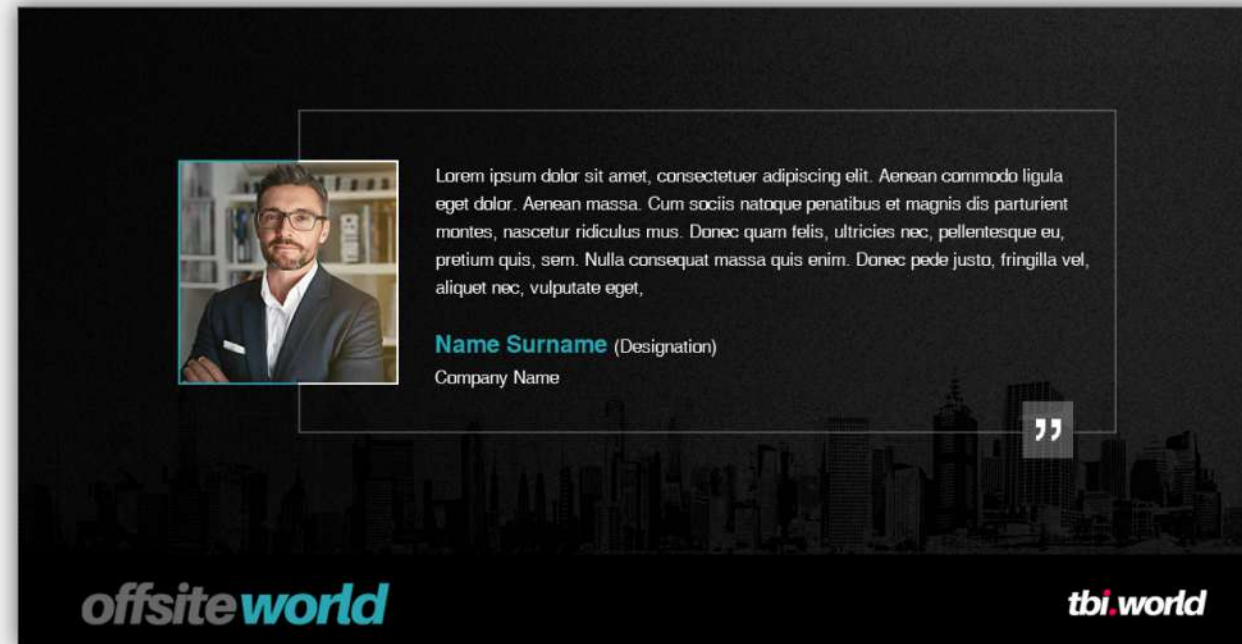 Lorem ipsum dolor sit amet, consectetuer adipiscing elit. Aenean commodo ligula
eget dolor. Aenean massa. Cum sociis natoque penatibus et magnis dis parturient
montes, nascetur ridiculus mus. Donec quam felis, ultricies nec, pellentesque eu,
pretium quis, sem. Nulla consequat massa quis enim. Donec pede justo, fringilla vel,
aliquet nec, vulputate eget,
Name Surname (Designation)
Company Name
”
offsiteworld
tbi.world